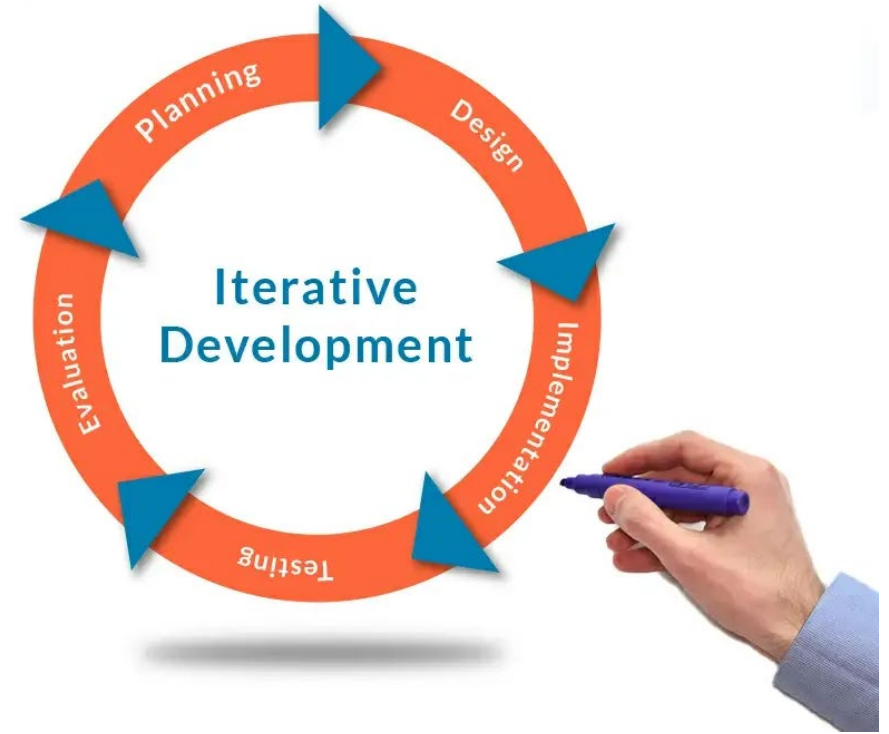 Planning
Design
Iterative
Development
Implementation
Testing
Evaluation